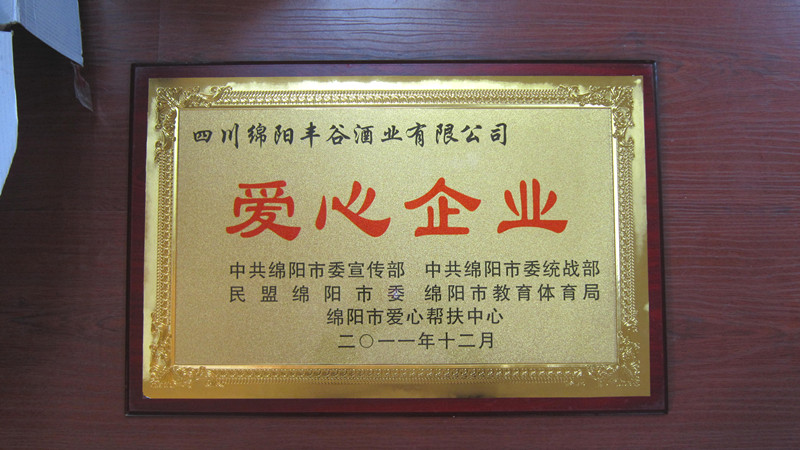 四川绵阳丰谷酒业有限公司
爱心企业
中共绵阳市委宣传部 中共绵阳市委统战部
民盟绵阳市委 绵阳市教育体育局
绵阳市爱心帮扶中心
二〇一一年十二月